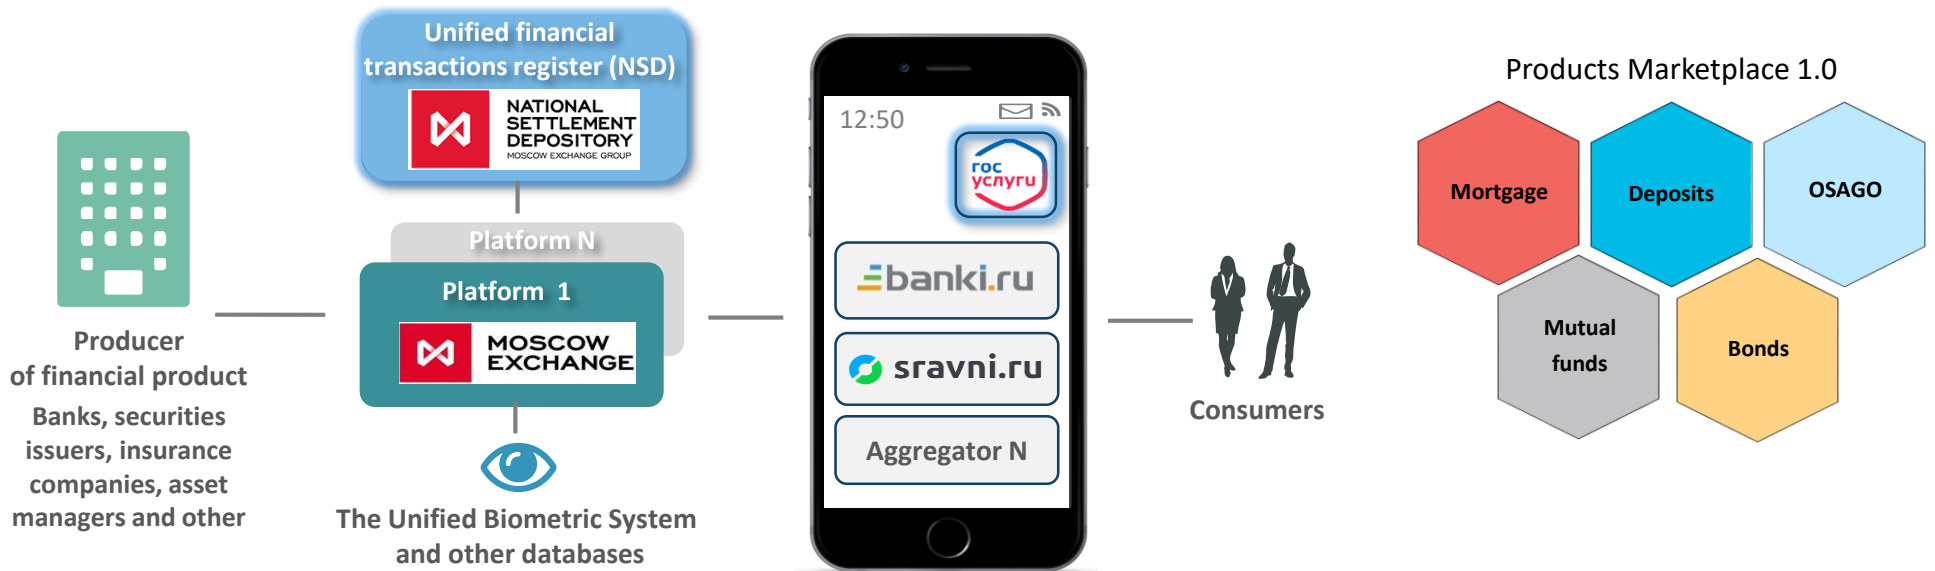 Unified financial
transactions register (NSD)
NATIONAL
SETTLEMENT
DEPOSITORY
MOSCOW EXCHANGE GROUP
Platform N
Platform 1
MOSCOW
EXCHANGE
The Unified Biometric System
and other databases
Producer
of financial product
Banks, securities
issuers, insurance
companies, asset
managers and other
12:50
гос
услуги
banki.ru
sravni.ru
Aggregator N
Consumers
Products Marketplace 1.0
Mortgage
Deposits
OSAGO
Mutual
funds
Bonds